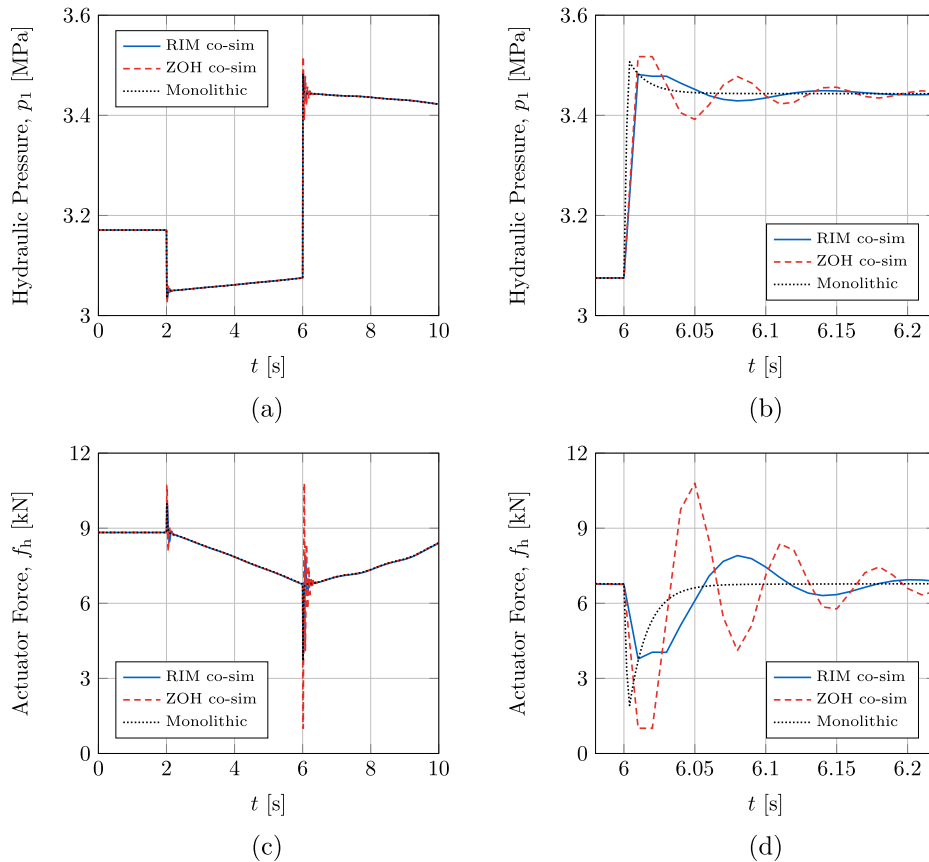 Hydraulic Pressure, p₁ [MPa]
3.6
3.4
3.2
3
RIM co-sim
ZOH co-sim
Monolithic
0 2 4 6 8 10
t [s]
(a)
Hydraulic Pressure, p₁ [MPa]
3.6
3.4
3.2
3
RIM co-sim
ZOH co-sim
Monolithic
6 6.05 6.1 6.15 6.2
t [s]
(b)
Actuator Force, fₕ [kN]
12
9
6
3
0
RIM co-sim
ZOH co-sim
Monolithic
0 2 4 6 8 10
t [s]
(c)
Actuator Force, fₕ [kN]
12
9
6
3
0
RIM co-sim
ZOH co-sim
Monolithic
6 6.05 6.1 6.15 6.2
t [s]
(d)